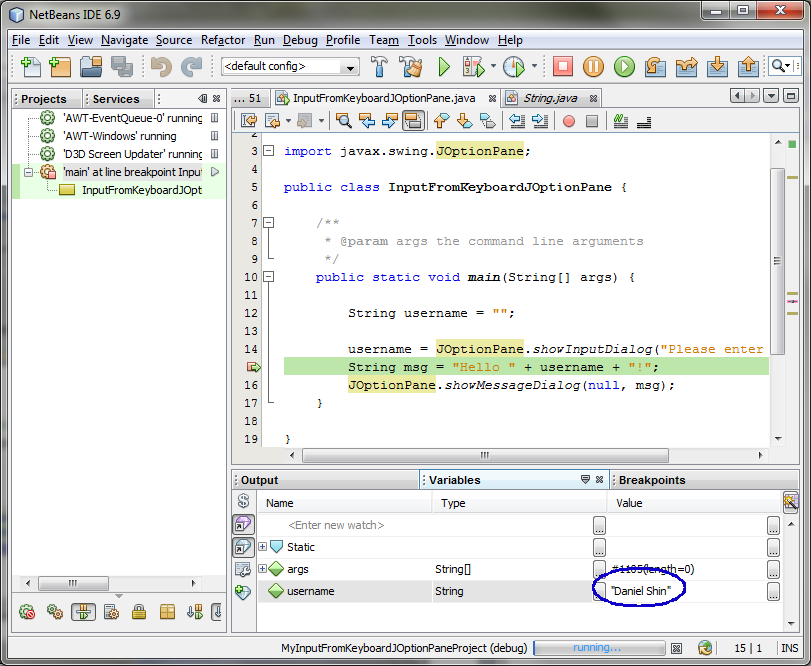 NetBeans IDE 6.9
File Edit View Navigate Source Refactor Run Debug Profile Team Tools Window Help
<default config>
Projects Services
... 51 InputFromKeyboardJOptionPane.java String.java
'AWT-EventQueue-0' running
'AWT-Windows' running
'D3D Screen Updater' running
'main' at line breakpoint Input
InputFromKeyboardJOpti
2
3 import javax.swing.JOptionPane;
4
5 public class InputFromKeyboardJOptionPane {
6
7 /**
8 * @param args the command line arguments
9 */
10 public static void main(String[] args) {
11
12 String username = "";
13
14 username = JOptionPane.showInputDialog("Please enter
String msg = "Hello " + username + "!";
16 JOptionPane.showMessageDialog(null, msg);
17 }
18
19 }
Output Variables Breakpoints
Name Type Value
<Enter new watch> ... ...
Static ... ...
args String[] ... #1105(length=0) ...
username String ... "Daniel Shin" ...
MyInputFromKeyboardJOptionPaneProject (debug) running... 15 | 1 INS